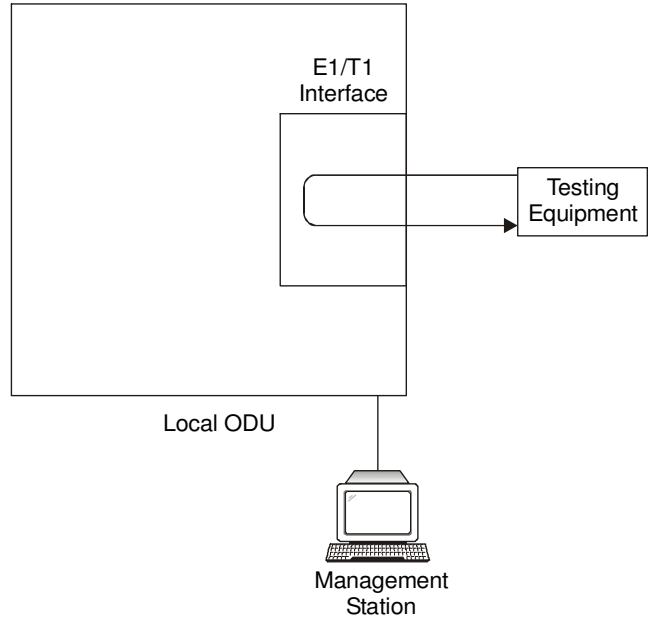 E1/T1
Interface
Testing
Equipment
Local ODU
Management
Station